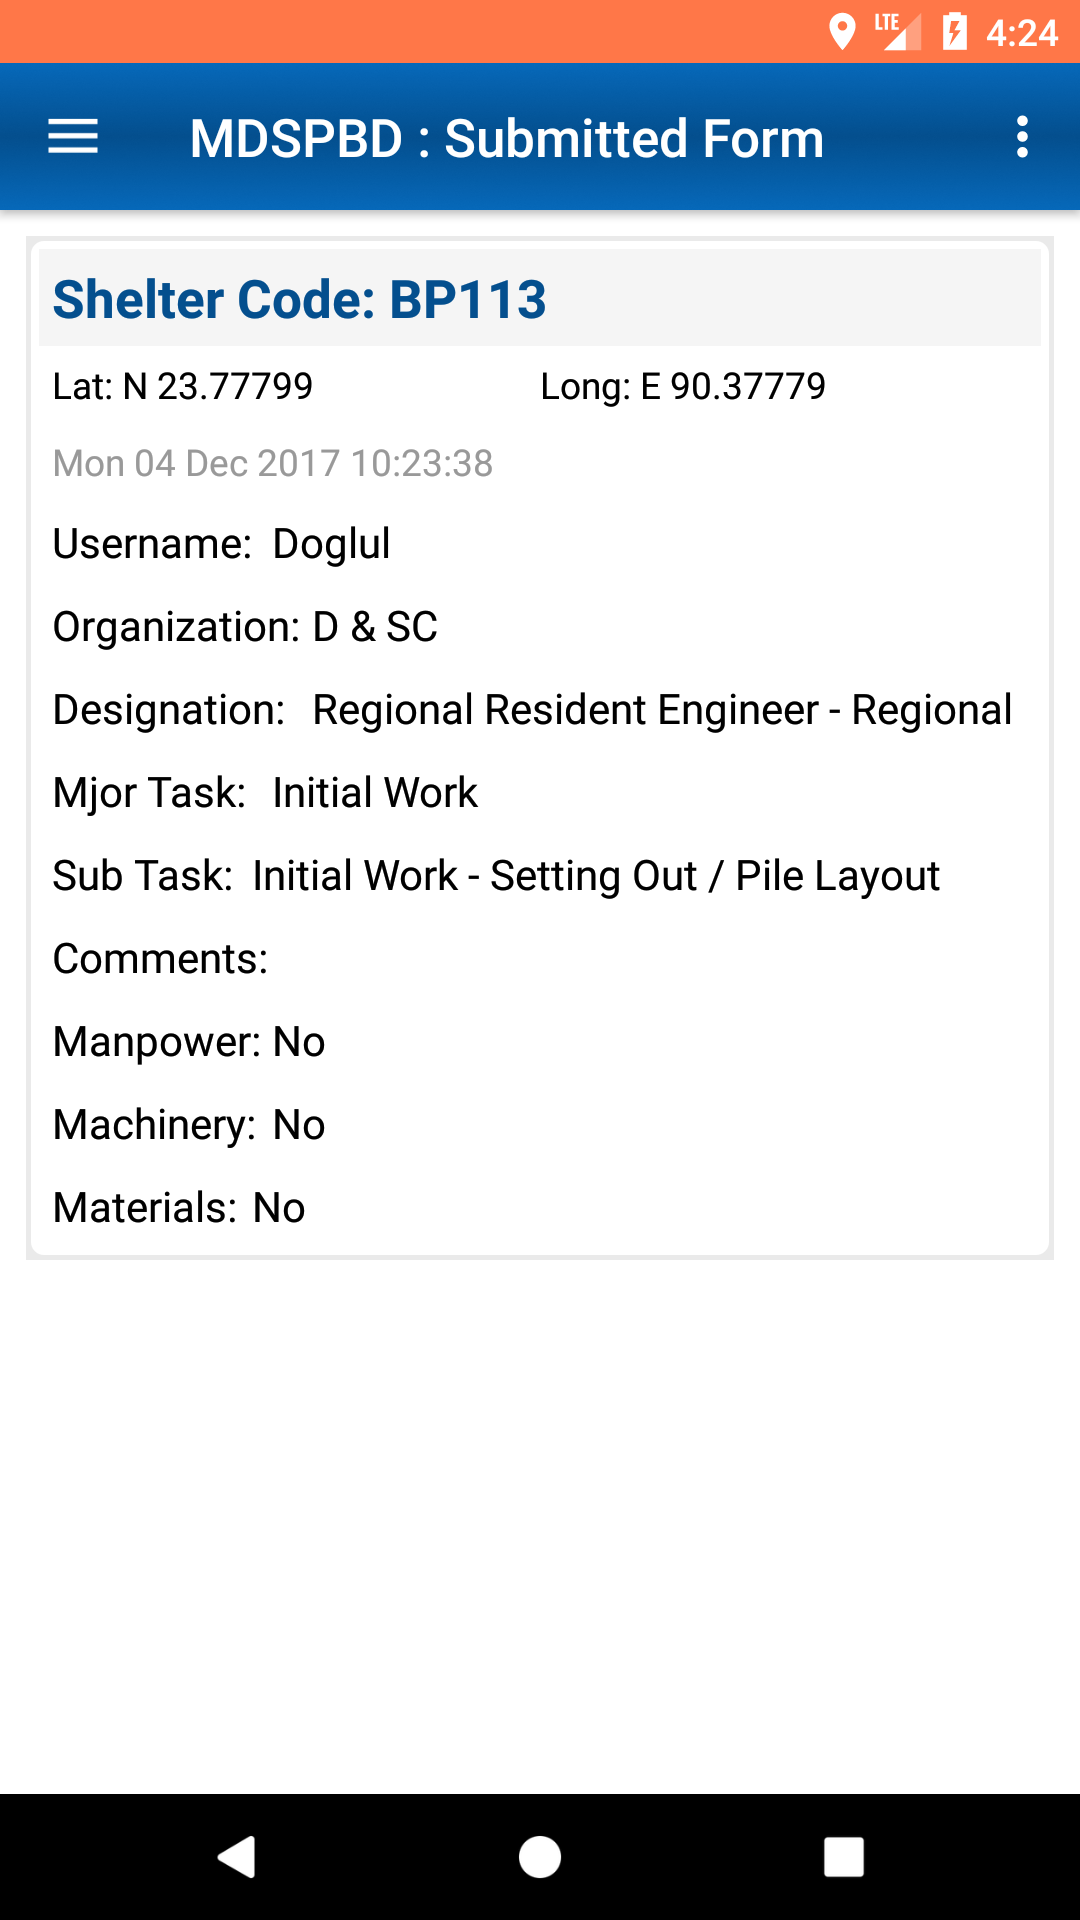 LTE 4:24
MDSPBD : Submitted Form
Shelter Code: BP113
Lat: N 23.77799 Long: E 90.37779
Mon 04 Dec 2017 10:23:38
Username: Doglul
Organization: D & SC
Designation: Regional Resident Engineer - Regional
Mjor Task: Initial Work
Sub Task: Initial Work - Setting Out / Pile Layout
Comments:
Manpower: No
Machinery: No
Materials: No